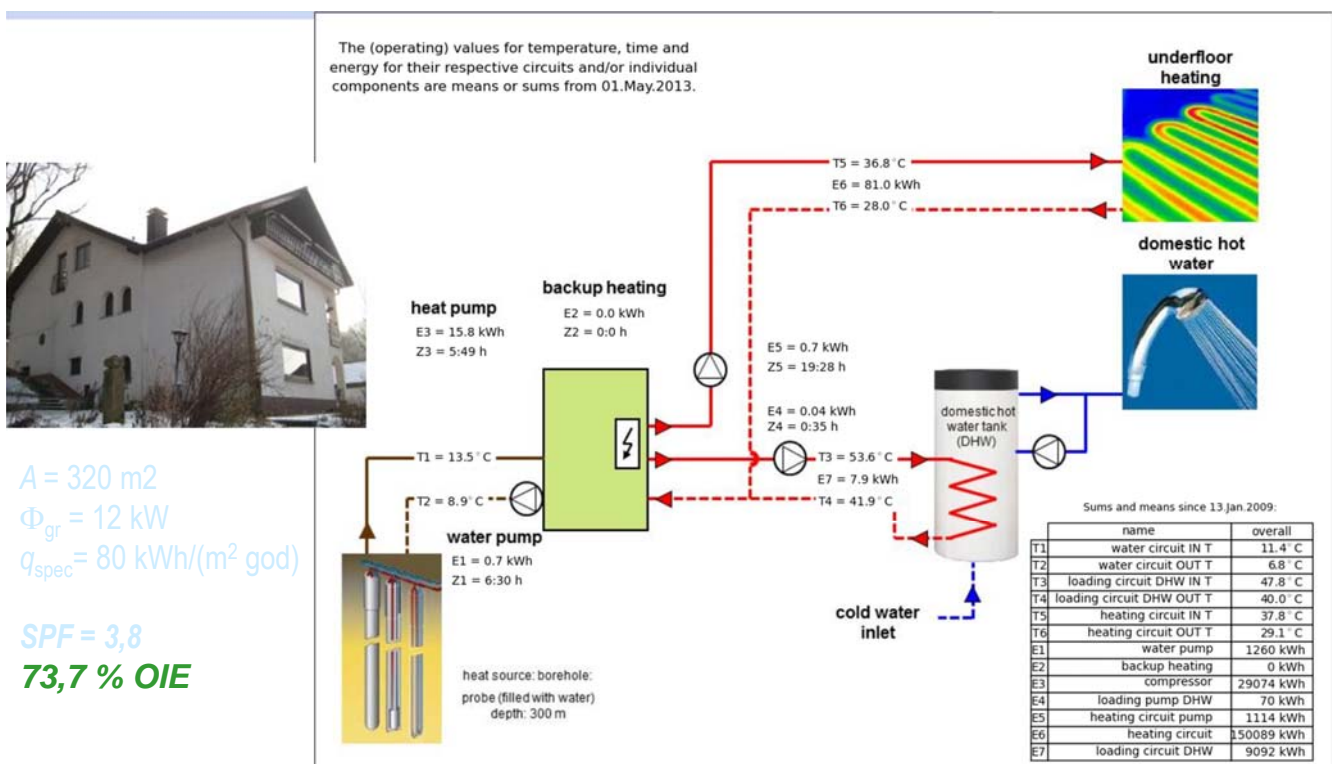 The (operating) values for temperature, time and
energy for their respective circuits and/or individual
components are means or sums from 01.May.2013.
underfloor
heating
T5 = 36.8°C
E6 = 81.0 kWh
T6 = 28.0°C
domestic hot
water
backup heating
E2 = 0.0 kWh
Z2 = 0:0 h
heat pump
E3 = 15.8 kWh
Z3 = 5:49 h
E5 = 0.7 kWh
Z5 = 19:28 h
E4 = 0.04 kWh
Z4 = 0:35 h
domestic hot
water tank
(DHW)
T1 = 13.5°C
T3 = 53.6°C
E7 = 7.9 kWh
T2 = 8.9°C
T4 = 41.9°C
water pump
E1 = 0.7 kWh
Z1 = 6:30 h
cold water
inlet
heat source: borehole:
probe (filled with water)
depth: 300 m
A = 320 m2
Φgr = 12 kW
qspec= 80 kWh/(m² god)
SPF = 3,8
73,7 % OIE
Sums and means since 13.Jan.2009:
name overall
T1 water circuit IN T 11.4°C
T2 water circuit OUT T 6.8°C
T3 loading circuit DHW IN T 47.8°C
T4 loading circuit DHW OUT T 40.0°C
T5 heating circuit IN T 37.8°C
T6 heating circuit OUT T 29.1°C
E1 water pump 1260 kWh
E2 backup heating 0 kWh
E3 compressor 29074 kWh
E4 loading pump DHW 70 kWh
E5 heating circuit pump 1114 kWh
E6 heating circuit 150089 kWh
E7 loading circuit DHW 9092 kWh